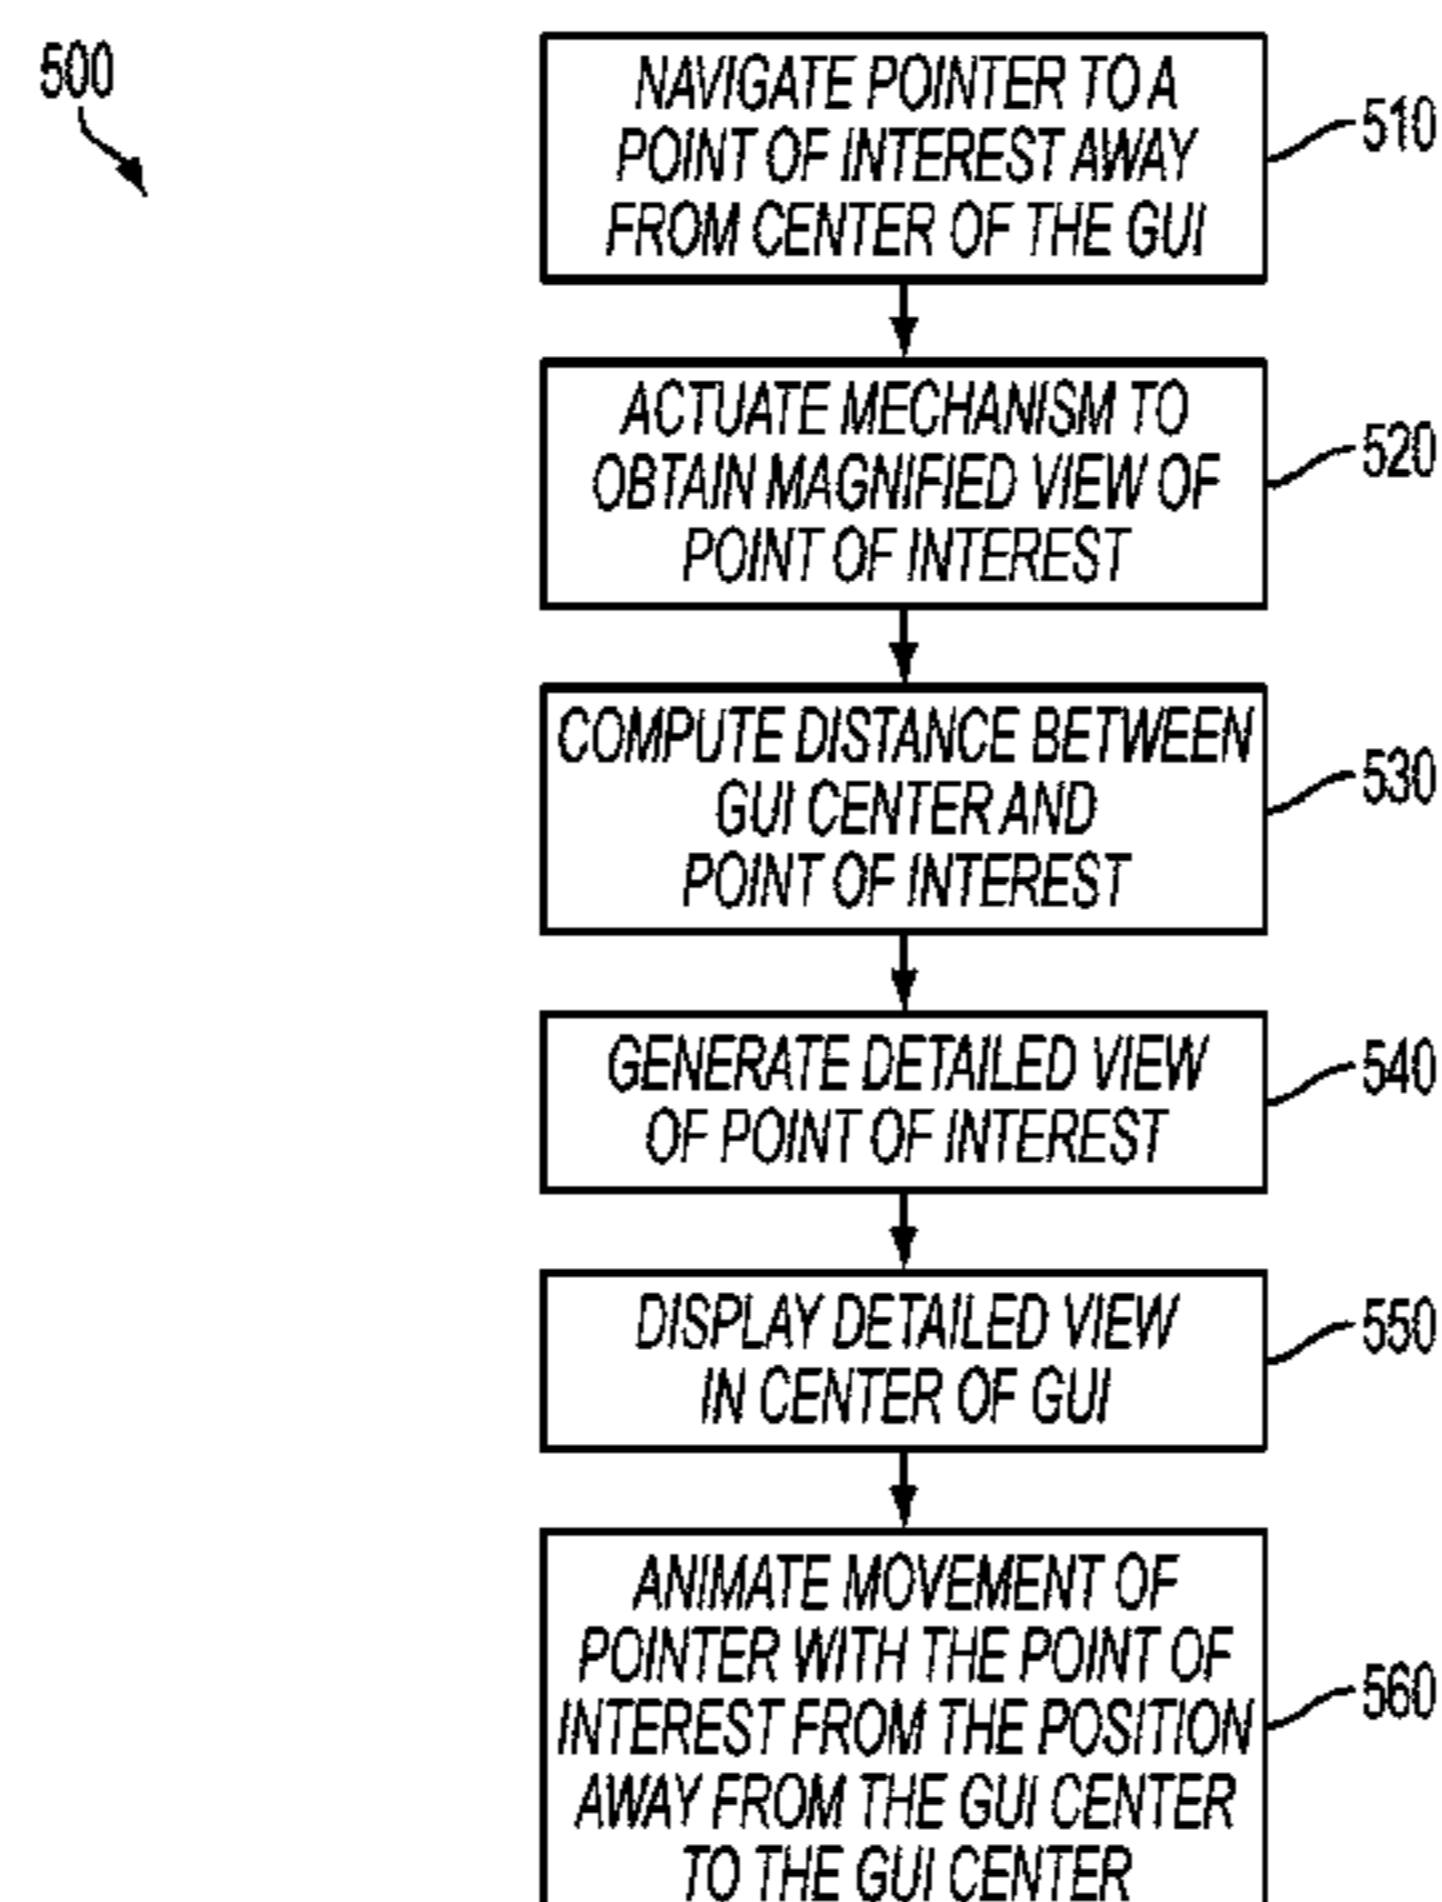 500
NAVIGATE POINTER TO A
POINT OF INTEREST AWAY
FROM CENTER OF THE GUI
510
ACTUATE MECHANISM TO
OBTAIN MAGNIFIED VIEW OF
POINT OF INTEREST
520
COMPUTE DISTANCE BETWEEN
GUI CENTER AND
POINT OF INTEREST
530
GENERATE DETAILED VIEW
OF POINT OF INTEREST
540
DISPLAY DETAILED VIEW
IN CENTER OF GUI
550
ANIMATE MOVEMENT OF
POINTER WITH THE POINT OF
INTEREST FROM THE POSITION
AWAY FROM THE GUI CENTER
TO THE GUI CENTER
560